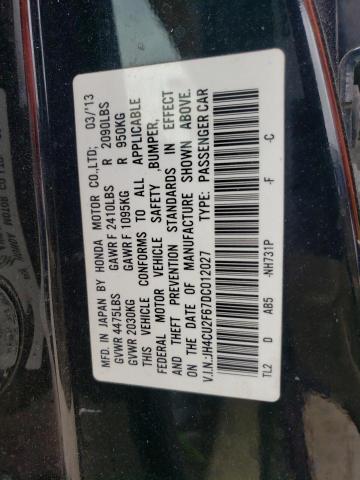 MFD. IN JAPAN BY HONDA MOTOR CO.,LTD; 03/'13
GVWR 4475LBS GAWR F 2410LBS R 2090LBS
GVWR 2030KG GAWR F 1095KG R 950KG
THIS VEHICLE CONFORMS TO ALL APPLICABLE
FEDERAL MOTOR VEHICLE SAFETY ,BUMPER,
AND THEFT PREVENTION STANDARDS IN EFFECT
ON THE DATE OF MANUFACTURE SHOWN ABOVE.
V.I.N.:JH4CU2F67DC012027 TYPE: PASSENGER CAR
TL2 D AB5 -NH731P -F -C